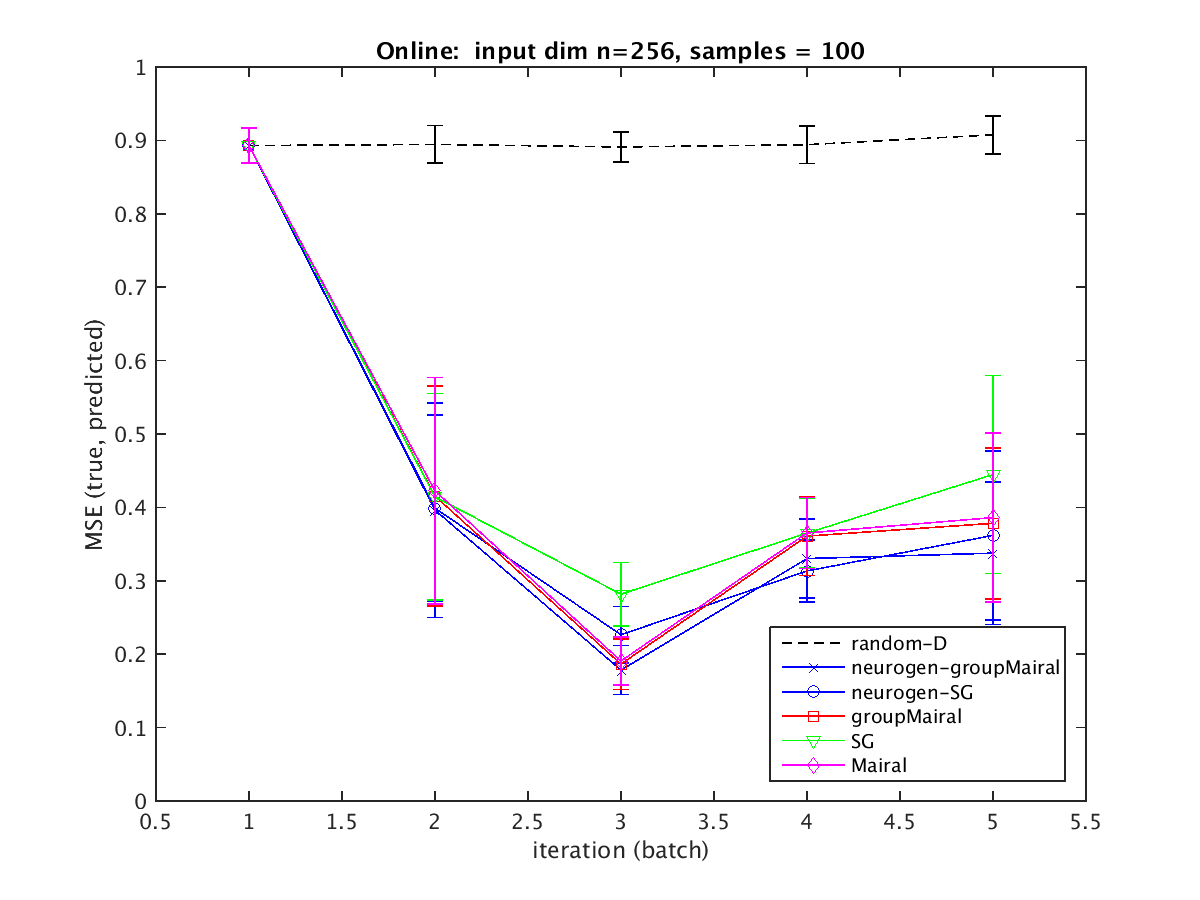 Online: input dim n=256, samples = 100
MSE (true, predicted)
1
0.9
0.8
0.7
0.6
0.5
0.4
0.3
0.2
0.1
0
random-D
neurogen-groupMairal
neurogen-SG
groupMairal
SG
Mairal
0.5 1 1.5 2 2.5 3 3.5 4 4.5 5 5.5
iteration (batch)